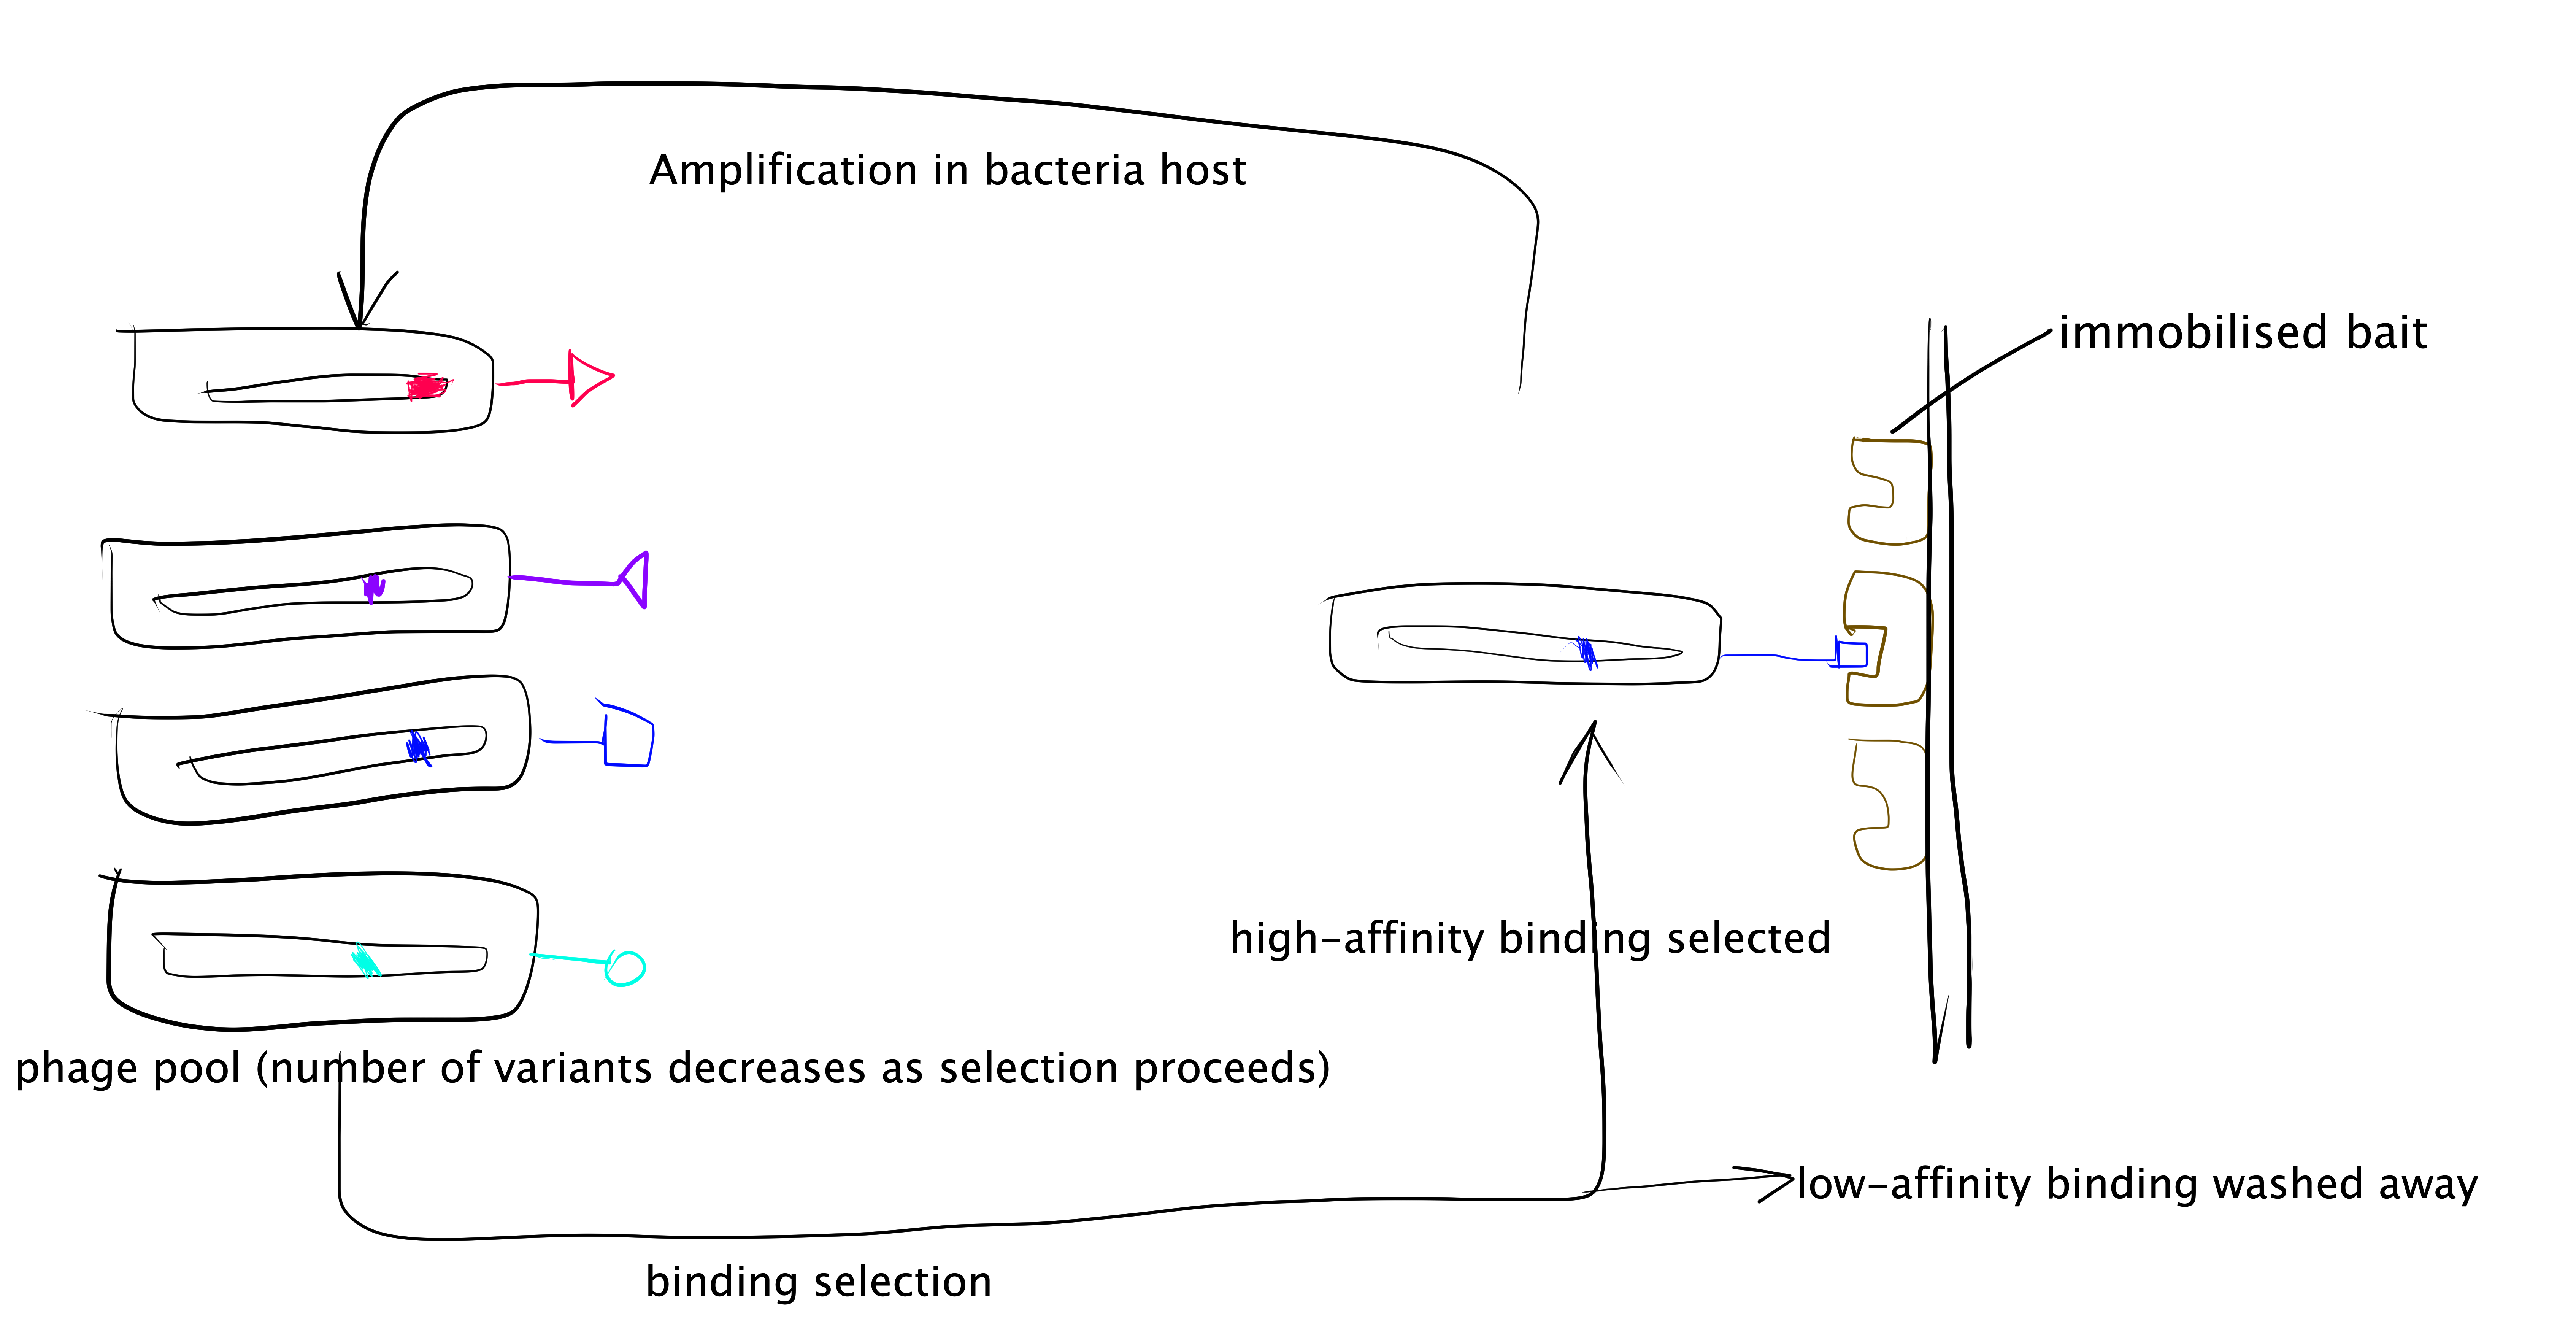 Amplification in bacteria host
immobilised bait
high-affinity binding selected
phage pool (number of variants decreases as selection proceeds)
low-affinity binding washed away
binding selection